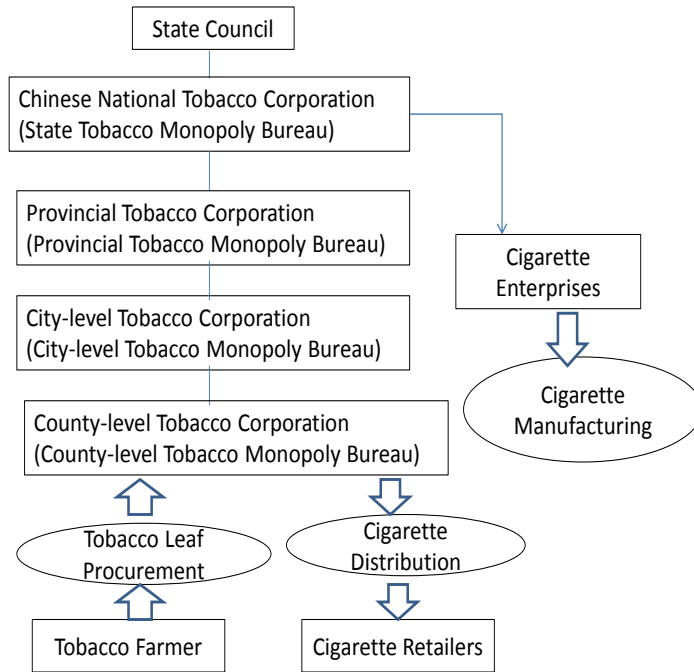 State Council
Chinese National Tobacco Corporation
(State Tobacco Monopoly Bureau)
Provincial Tobacco Corporation
(Provincial Tobacco Monopoly Bureau)
Cigarette
Enterprises
City-level Tobacco Corporation
(City-level Tobacco Monopoly Bureau)
Cigarette
Manufacturing
County-level Tobacco Corporation
(County-level Tobacco Monopoly Bureau)
Tobacco Leaf
Procurement
Cigarette
Distribution
Tobacco Farmer
Cigarette Retailers